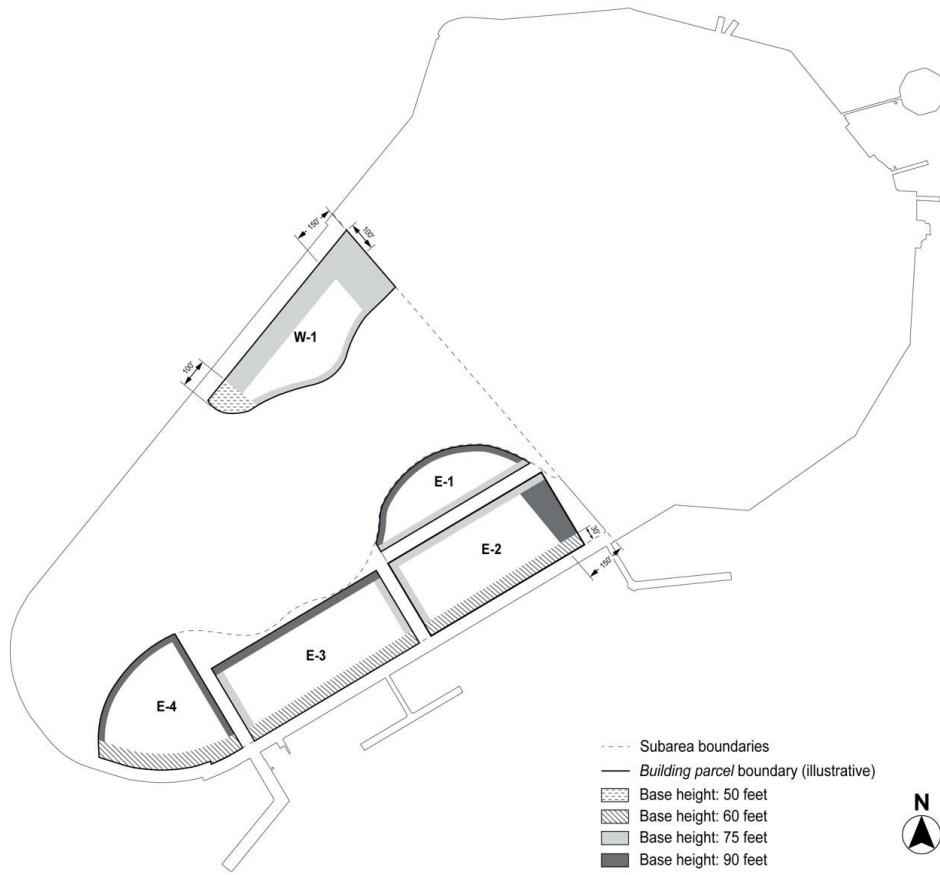 150'
100'
W-1
100'
E-1
E-2
30'
150'
E-3
E-4
Subarea boundaries
Building parcel boundary (illustrative)
Base height: 50 feet
Base height: 60 feet
Base height: 75 feet
Base height: 90 feet
N